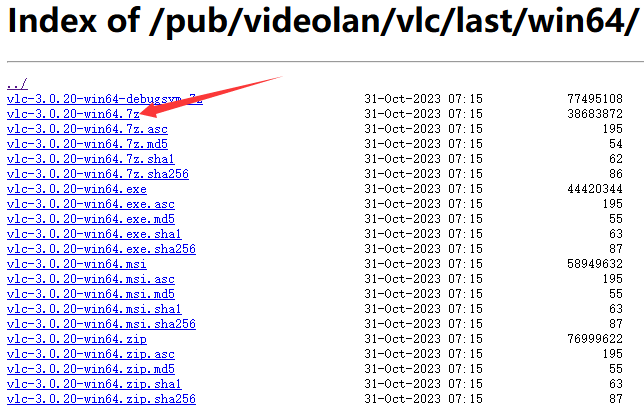 Index of /pub/videolan/vlc/last/win64/
../
vlc-3.0.20-win64-debugsym.7z 31-Oct-2023 07:15 77495108
vlc-3.0.20-win64.7z 31-Oct-2023 07:15 38683872
vlc-3.0.20-win64.7z.asc 31-Oct-2023 07:15 195
vlc-3.0.20-win64.7z.md5 31-Oct-2023 07:15 54
vlc-3.0.20-win64.7z.sha1 31-Oct-2023 07:15 62
vlc-3.0.20-win64.7z.sha256 31-Oct-2023 07:15 86
vlc-3.0.20-win64.exe 31-Oct-2023 07:15 44420344
vlc-3.0.20-win64.exe.asc 31-Oct-2023 07:15 195
vlc-3.0.20-win64.exe.md5 31-Oct-2023 07:15 55
vlc-3.0.20-win64.exe.sha1 31-Oct-2023 07:15 63
vlc-3.0.20-win64.exe.sha256 31-Oct-2023 07:15 87
vlc-3.0.20-win64.msi 31-Oct-2023 07:15 58949632
vlc-3.0.20-win64.msi.asc 31-Oct-2023 07:15 195
vlc-3.0.20-win64.msi.md5 31-Oct-2023 07:15 55
vlc-3.0.20-win64.msi.sha1 31-Oct-2023 07:15 63
vlc-3.0.20-win64.msi.sha256 31-Oct-2023 07:15 87
vlc-3.0.20-win64.zip 31-Oct-2023 07:15 76999622
vlc-3.0.20-win64.zip.asc 31-Oct-2023 07:15 195
vlc-3.0.20-win64.zip.md5 31-Oct-2023 07:15 55
vlc-3.0.20-win64.zip.sha1 31-Oct-2023 07:15 63
vlc-3.0.20-win64.zip.sha256 31-Oct-2023 07:15 87